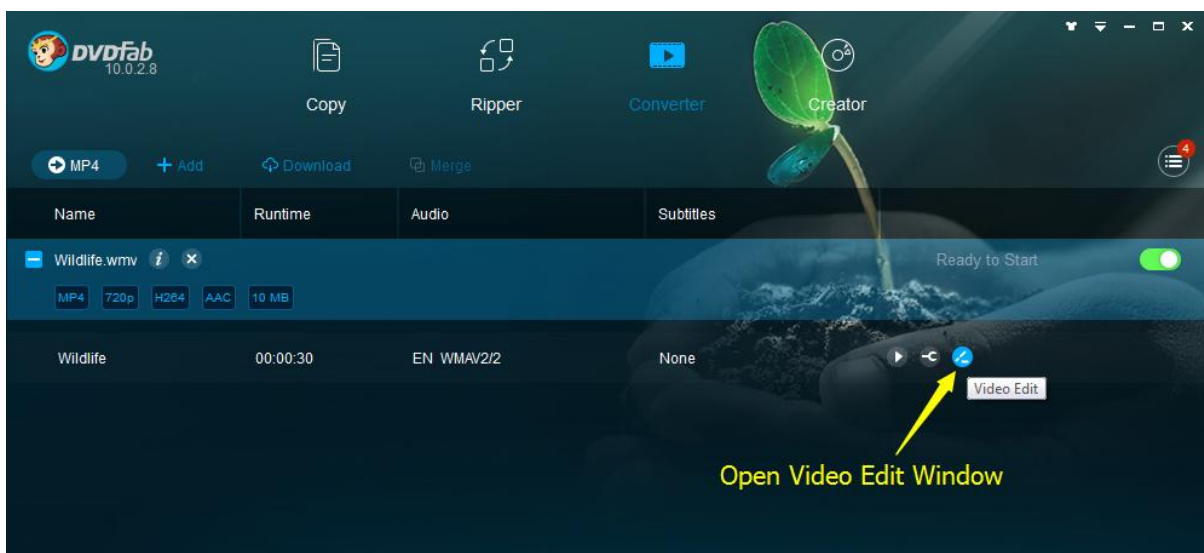 DVDFab
10.0.2.8
Copy
Ripper
Converter
Creator
MP4
Add
Download
Merge
4
Name
Runtime
Audio
Subtitles
Wildlife.wmv
i
Ready to Start
MP4
720p
H264
AAC
10 MB
Wildlife
00:00:30
EN WMAV2/2
None
Video Edit
Open Video Edit Window